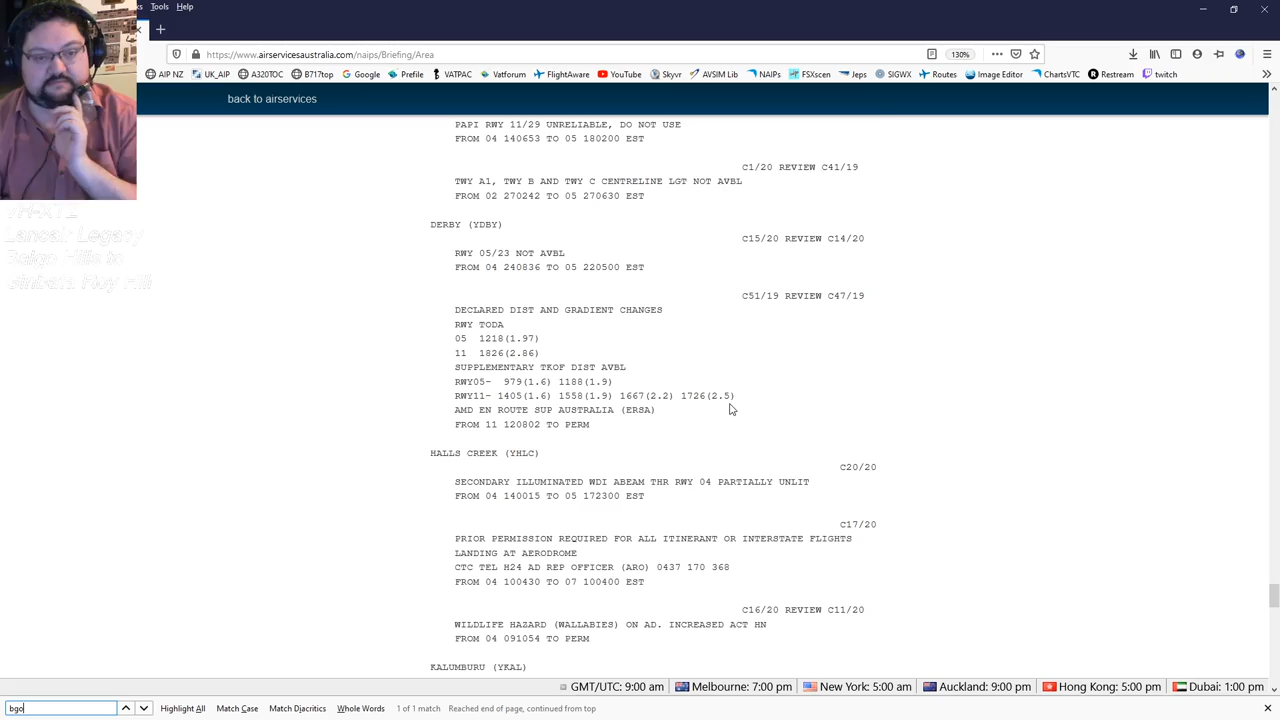 ks Tools Help
https://www.airservicesaustralia.com/naips/Briefing/Area 130%
AIP NZ UK_AIP A320TOC B717top Google Prefile VATPAC Vatforum FlightAware YouTube Skyvr AVSIM Lib NAIPs FSXscen Jeps SIGWX Routes Image Editor ChartsVTC Restream twitch
back to airservices
PAPI RWY 11/29 UNRELIABLE, DO NOT USE
FROM 04 140653 TO 05 180200 EST
C1/20 REVIEW C41/19
TWY A1, TWY B AND TWY C CENTRELINE LGT NOT AVBL
FROM 02 270242 TO 05 270630 EST
DERBY (YDBY)
C15/20 REVIEW C14/20
RWY 05/23 NOT AVBL
FROM 04 240836 TO 05 220500 EST
C51/19 REVIEW C47/19
DECLARED DIST AND GRADIENT CHANGES
RWY TODA
05 1218(1.97)
11 1826(2.86)
SUPPLEMENTARY TKOF DIST AVBL
RWY05- 979(1.6) 1188(1.9)
RWY11- 1405(1.6) 1558(1.9) 1667(2.2) 1726(2.5)
AMD EN ROUTE SUP AUSTRALIA (ERSA)
FROM 11 120802 TO PERM
HALLS CREEK (YHLC)
C20/20
SECONDARY ILLUMINATED WDI ABEAM THR RWY 04 PARTIALLY UNLIT
FROM 04 140015 TO 05 172300 EST
C17/20
PRIOR PERMISSION REQUIRED FOR ALL ITINERANT OR INTERSTATE FLIGHTS
LANDING AT AERODROME
CTC TEL H24 AD REP OFFICER (ARO) 0437 170 368
FROM 04 100430 TO 07 100400 EST
C16/20 REVIEW C11/20
WILDLIFE HAZARD (WALLABIES) ON AD. INCREASED ACT HN
FROM 04 091054 TO PERM
KALUMBURU (YKAL)
Lancair Legacy
Balgo Hills to
Ginbata Roy Hill
GMT/UTC: 9:00 am Melbourne: 7:00 pm New York: 5:00 am Auckland: 9:00 pm Hong Kong: 5:00 pm Dubai: 1:00 pm
bgo Highlight All Match Case Match Diacritics Whole Words 1 of 1 match Reached end of page, continued from top